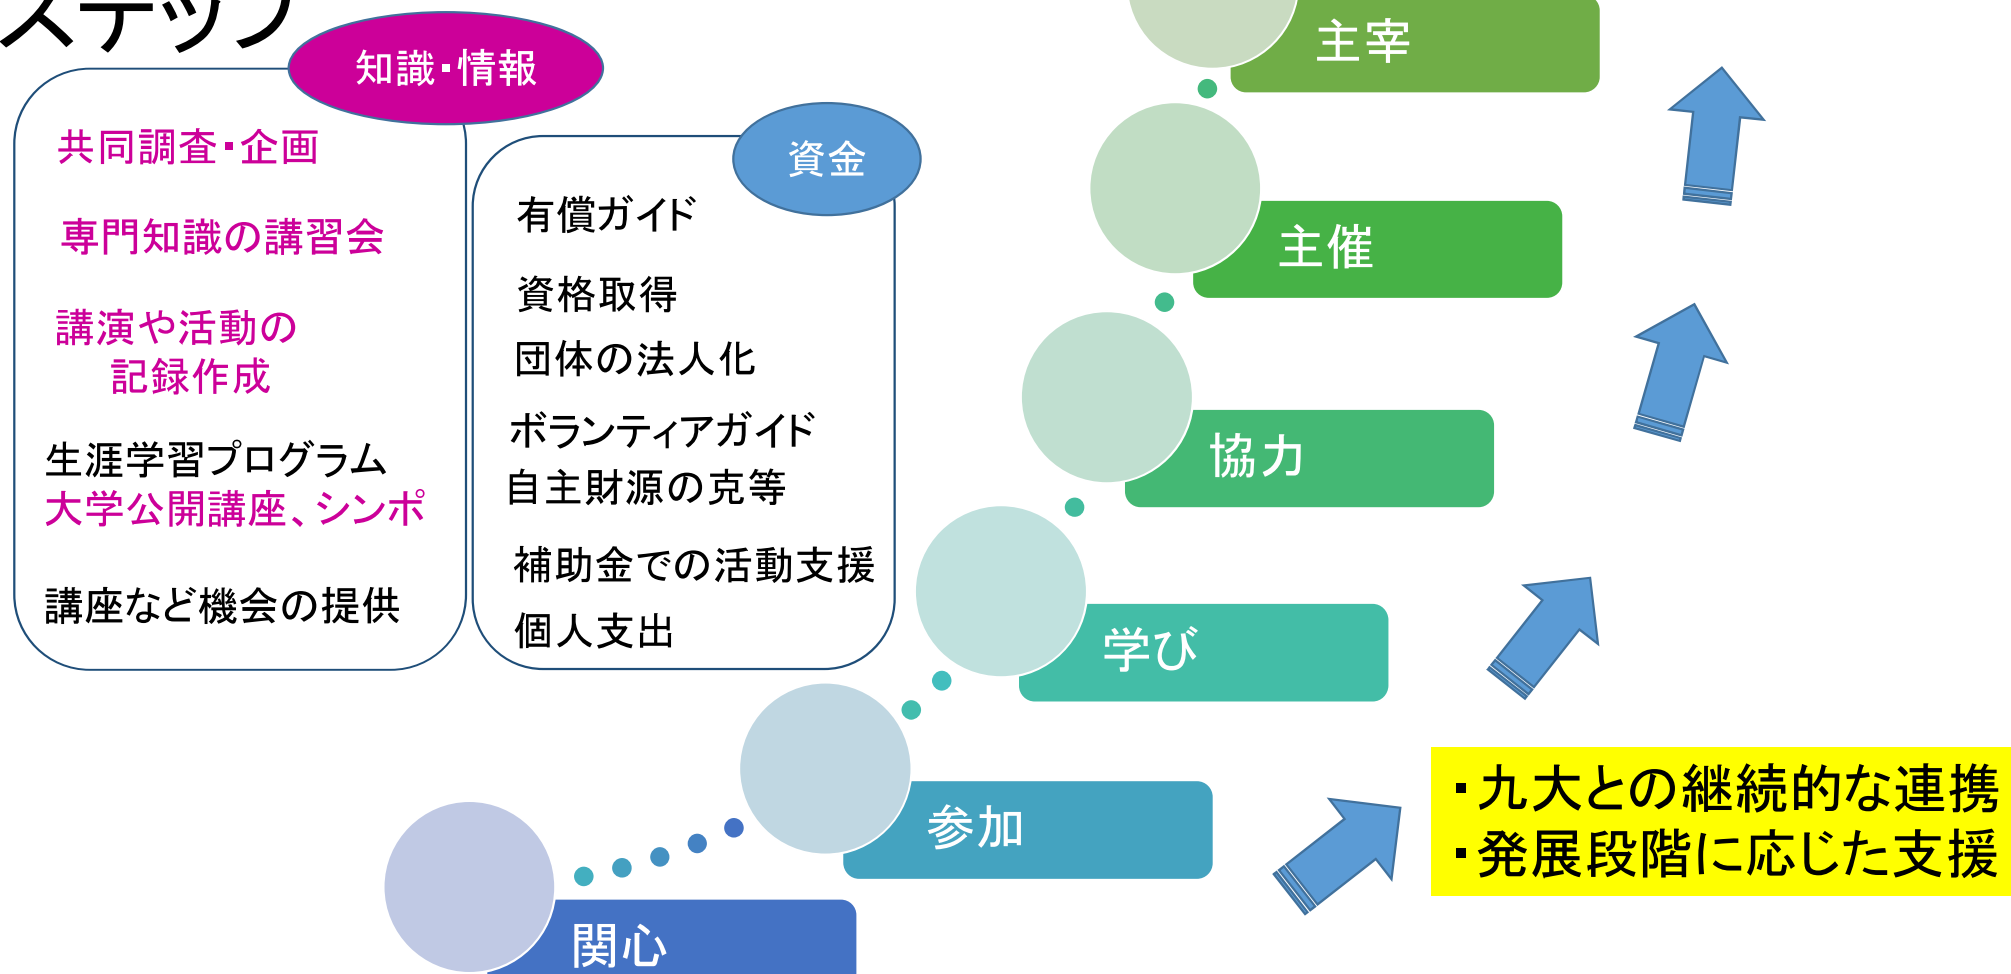 ステップ
知識・情報
共同調査・企画
専門知識の講習会
講演や活動の
記録作成
生涯学習プログラム
大学公開講座、シンポ
講座など機会の提供
資金
有償ガイド
資格取得
団体の法人化
ボランティアガイド
自主財源の克等
補助金での活動支援
個人支出
主宰
主催
協力
学び
参加
関心
・九大との継続的な連携
・発展段階に応じた支援